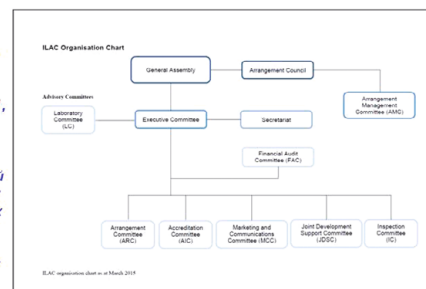 ILAC Organisation Chart
General Assembly
Arrangement Council
Advisory Committees
Arrangement
Management
Committee (AMC)
Laboratory
Committee
(LC)
Executive Committee
Secretariat
Financial Audit
Committee (FAC)
Arrangement
Committee
(ARC)
Accreditation
Committee
(AIC)
Marketing and
Communications
Committee (MCC)
Joint Development
Support Committee
(JDSC)
Inspection
Committee
(IC)
ILAC organisation chart as at March 2015